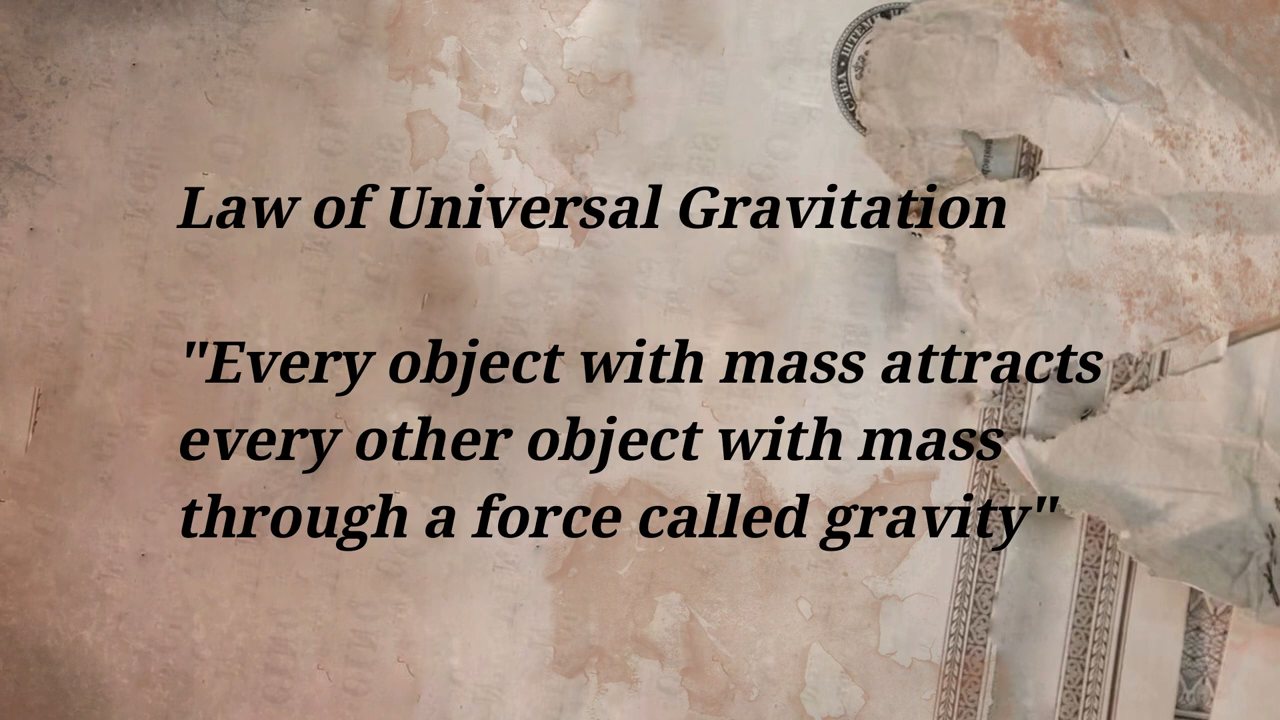 Law of Universal Gravitation
"Every object with mass attracts
every other object with mass
through a force called gravity"